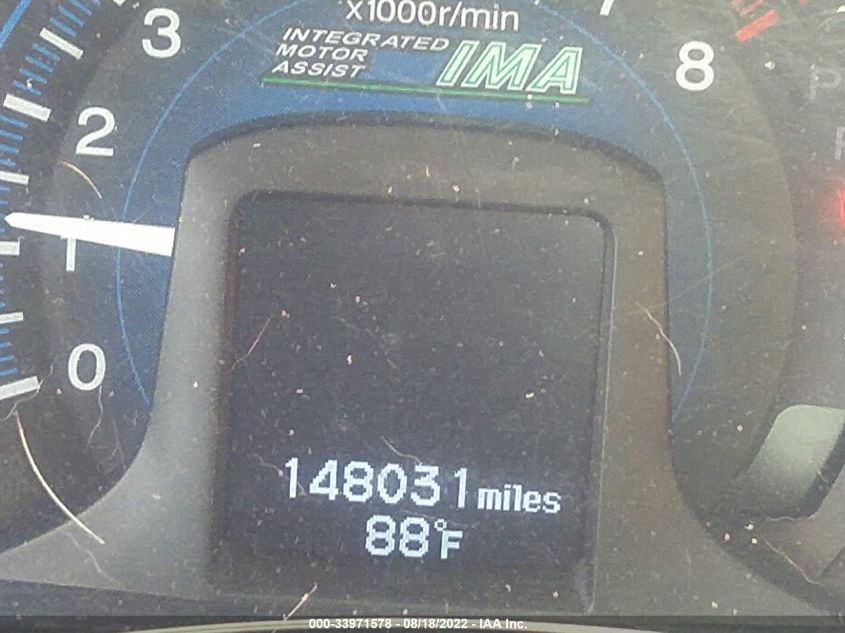 x1000r/min
7
3
INTEGRATED
MOTOR
ASSIST
IMA
8
P
2
R
1
0
148031 miles
88°F
000-33971578 - 08/18/2022 - IAA Inc.